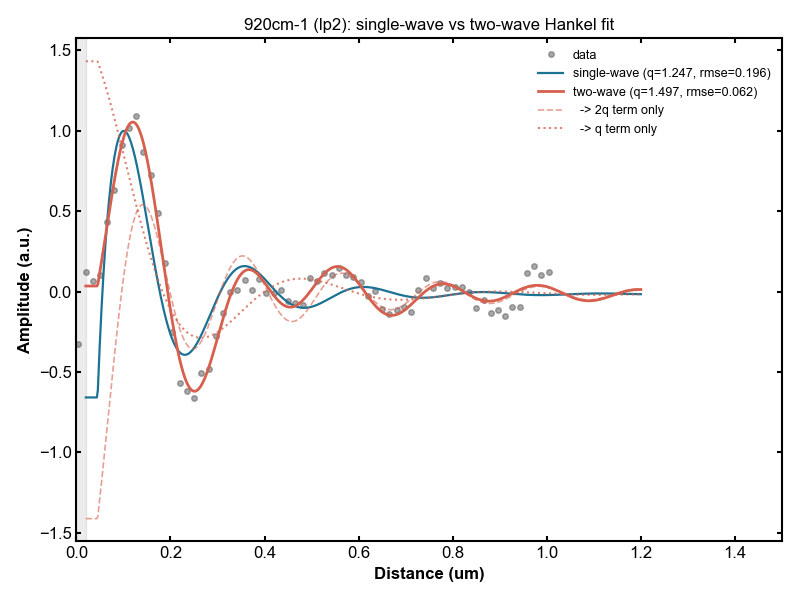 920cm-1 (lp2): single-wave vs two-wave Hankel fit
data
single-wave (q=1.247, rmse=0.196)
two-wave (q=1.497, rmse=0.062)
-> 2q term only
-> q term only
Amplitude (a.u.)
1.5
1.0
0.5
0.0
−0.5
−1.0
−1.5
0.0 0.2 0.4 0.6 0.8 1.0 1.2 1.4
Distance (um)